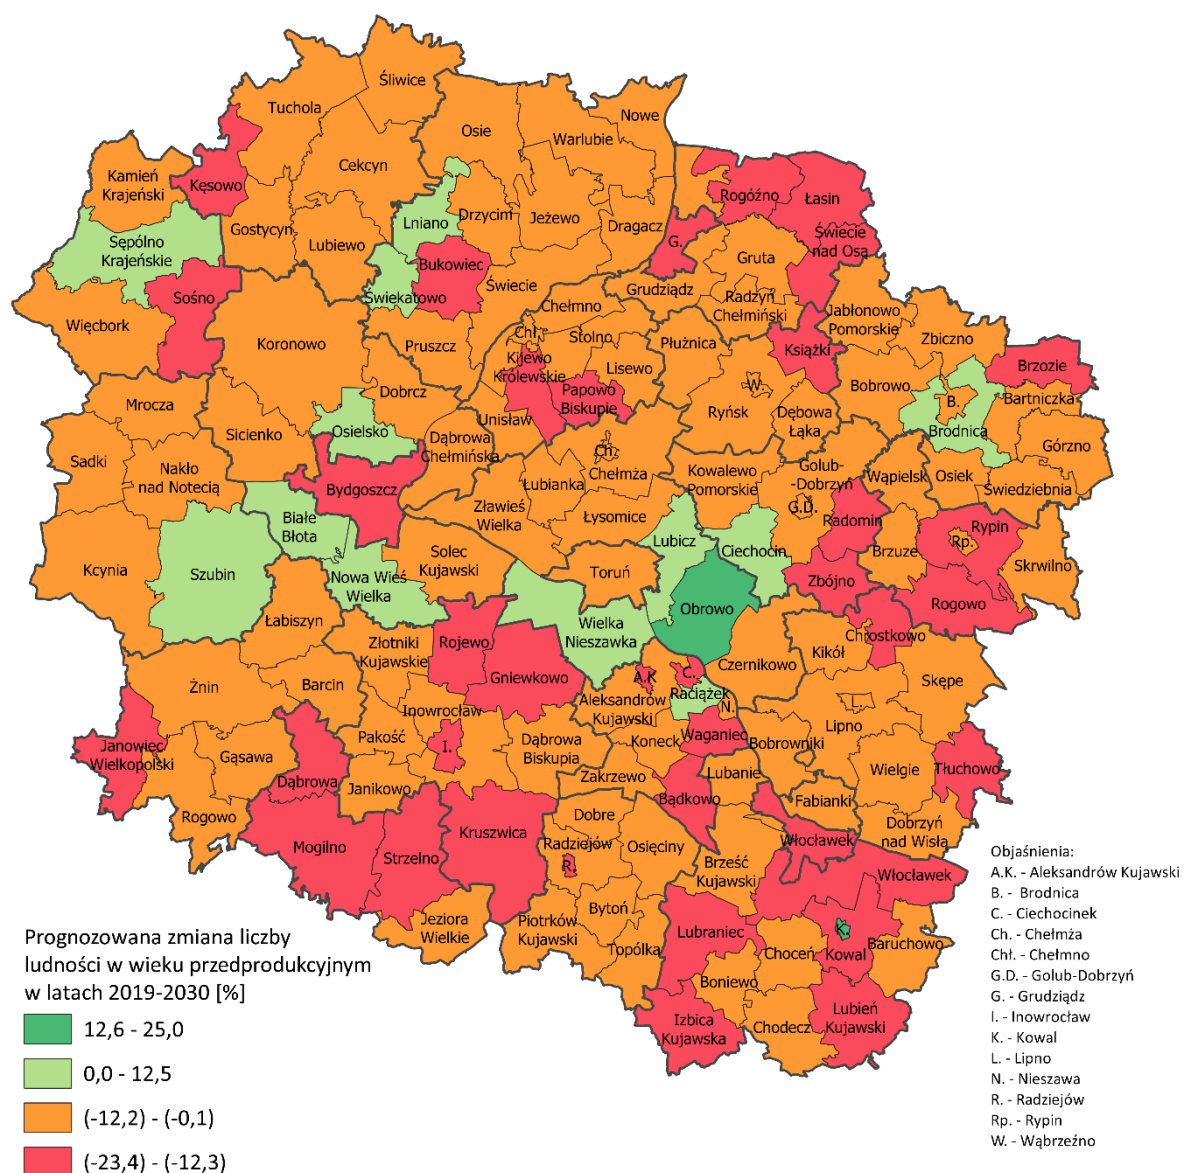 Śliwice
Tuchola
Nowe
Osie
Warlubie
Cekcyn
Kamień
Krajeński
Kęsowo
Rogóźno
Łasin
Drzycim
Jeżewo
Lniano
Dragacz
Gostycyn
Sępólno
Krajeńskie
Lubiewo
G.
Świecie
nad Osą
Bukowiec
Gruta
Świecie
Sośno
Świekatowo
Grudziądz
Radzyń
Chełmiński
Chełmno
Jabłonowo
Pomorskie
Więcbork
Chł.
Stolno
Zbiczno
Koronowo
Pruszcz
Płużnica
Książki
Kijewo
Królewskie
Lisewo
Brzozie
Bobrowo
W.
Dobrcz
Papowo
Biskupie
Bartniczka
B.
Mrocza
Ryńsk
Dębowa
Łąka
Unisław
Sicienko
Osielsko
Brodnica
Dąbrowa
Chełmińska
Górzno
Ch.
Chełmża
Sadki
Nakło
nad Notecią
Golub-
-Dobrzyń
Kowalewo
Pomorskie
Wąpielsk
Osiek
Bydgoszcz
Łubianka
Świedziebnia
Zławieś
Wielka
G.D.
Łysomice
Białe
Błota
Radomin
Rypin
Lubicz
Rp.
Ciechocin
Brzuze
Solec
Kujawski
Kcynia
Szubin
Toruń
Skrwilno
Nowa Wieś
Wielka
Zbójno
Rogowo
Obrowo
Łabiszyn
Wielka
Nieszawka
Chrostkowo
Złotniki
Kujawskie
Rojewo
Kikół
Czernikowo
Gniewkowo
A.K
C.
Skępe
Żnin
Barcin
Raciążek
Aleksandrów
Kujawski
N.
Inowrocław
Lipno
Pakość
Dąbrowa
Biskupia
Koneck
Waganiec
Bobrowniki
Janowiec
Wielkopolski
I.
Gąsawa
Wielgie
Tłuchowo
Zakrzewo
Lubanie
Dąbrowa
Janikowo
Bądkowo
Fabianki
Rogowo
Dobre
Dobrzyń
nad Wisłą
Kruszwica
Włocławek
Mogilno
Radziejów
Osięciny
Strzelno
R.
Brześć
Kujawski
Włocławek
Bytoń
Jeziora
Wielkie
Piotrków
Kujawski
Lubraniec
K.
Baruchowo
Topólka
Choceń
Kowal
Boniewo
Izbica
Kujawska
Lubień
Kujawski
Chodecz
Objaśnienia:
A.K. - Aleksandrów Kujawski
B. - Brodnica
C. - Ciechocinek
Ch. - Chełmża
Chł. - Chełmno
G.D. - Golub-Dobrzyń
G. - Grudziądz
I. - Inowrocław
K. - Kowal
L. - Lipno
N. - Nieszawa
R. - Radziejów
Rp. - Rypin
W. - Wąbrzeźno
Prognozowana zmiana liczby
ludności w wieku przedprodukcyjnym
w latach 2019-2030 [%]
12,6 - 25,0
0,0 - 12,5
(-12,2) - (-0,1)
(-23,4) - (-12,3)